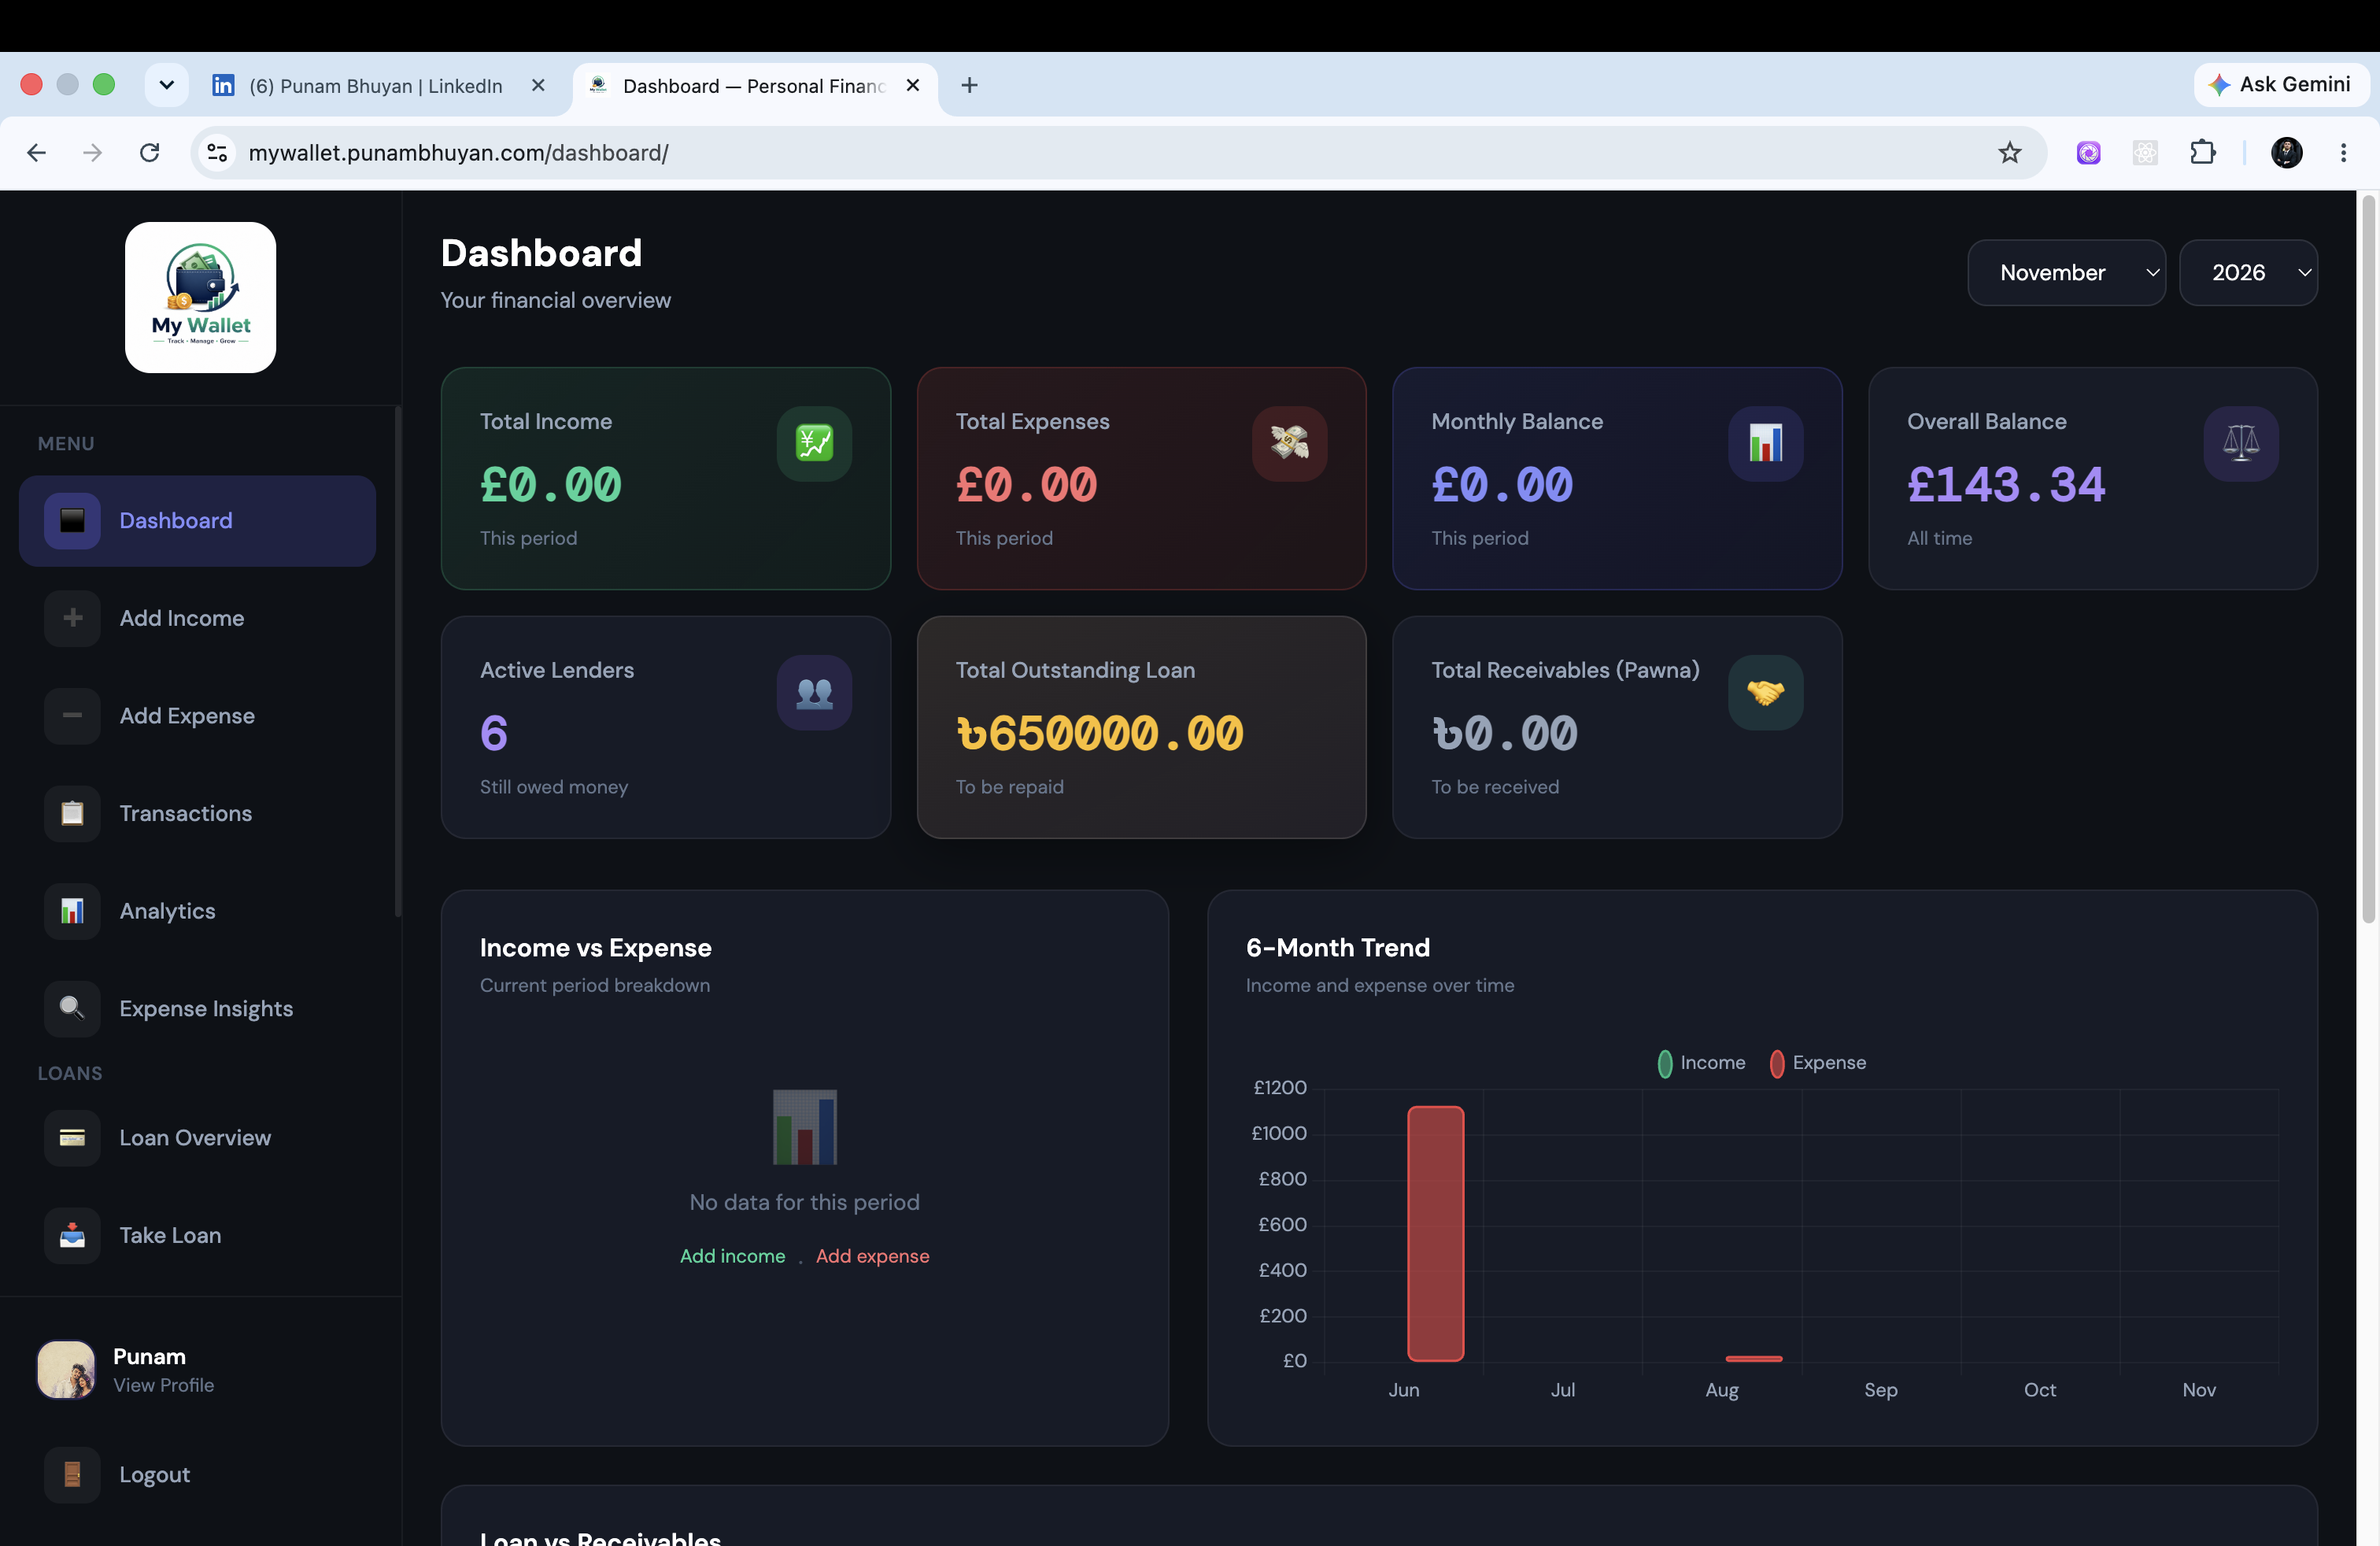 (6) Punam Bhuyan | LinkedIn
Dashboard — Personal Financ
Ask Gemini
mywallet.punambhuyan.com/dashboard/
My Wallet
Track - Manage - Grow
MENU
Dashboard
Add Income
Add Expense
Transactions
Analytics
Expense Insights
LOANS
Loan Overview
Take Loan
Punam
View Profile
Logout
Dashboard
Your financial overview
November
2026
Total Income
£0.00
This period
Total Expenses
£0.00
This period
Monthly Balance
£0.00
This period
Overall Balance
£143.34
All time
Active Lenders
6
Still owed money
Total Outstanding Loan
৳650000.00
To be repaid
Total Receivables (Pawna)
৳0.00
To be received
Income vs Expense
Current period breakdown
No data for this period
Add income . Add expense
6-Month Trend
Income and expense over time
Income
Expense
£1200
£1000
£800
£600
£400
£200
£0
Jun
Jul
Aug
Sep
Oct
Nov
Loan vs Receivables